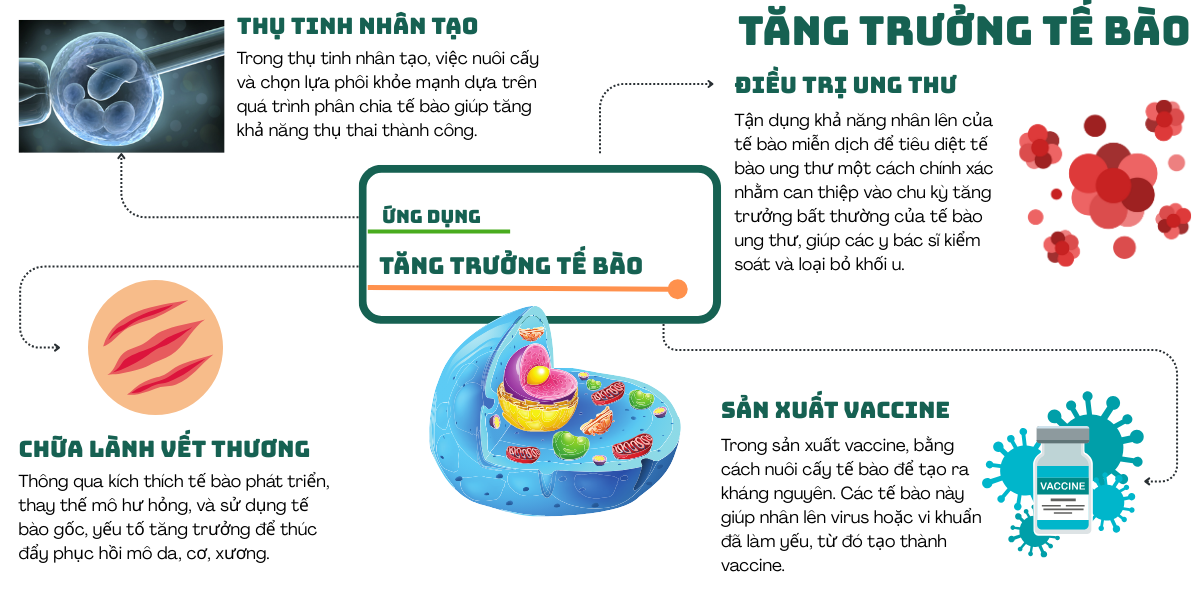 TĂNG TRƯỞNG TẾ BÀO
THỤ TINH NHÂN TẠO
Trong thụ tinh nhân tạo, việc nuôi cấy
và chọn lựa phôi khỏe mạnh dựa trên
quá trình phân chia tế bào giúp tăng
khả năng thụ thai thành công.
ĐIỀU TRỊ UNG THƯ
Tận dụng khả năng nhân lên của
tế bào miễn dịch để tiêu diệt tế
bào ung thư một cách chính xác
nhằm can thiệp vào chu kỳ tăng
trưởng bất thường của tế bào
ung thư, giúp các y bác sĩ kiểm
soát và loại bỏ khối u.
ỨNG DỤNG
TĂNG TRƯỞNG TẾ BÀO
CHỮA LÀNH VẾT THƯƠNG
Thông qua kích thích tế bào phát triển,
thay thế mô hư hỏng, và sử dụng tế
bào gốc, yếu tố tăng trưởng để thúc
đẩy phục hồi mô da, cơ, xương.
SẢN XUẤT VACCINE
Trong sản xuất vaccine, bằng
cách nuôi cấy tế bào để tạo ra
kháng nguyên. Các tế bào này
giúp nhân lên virus hoặc vi khuẩn
đã làm yếu, từ đó tạo thành
vaccine.
VACCINE